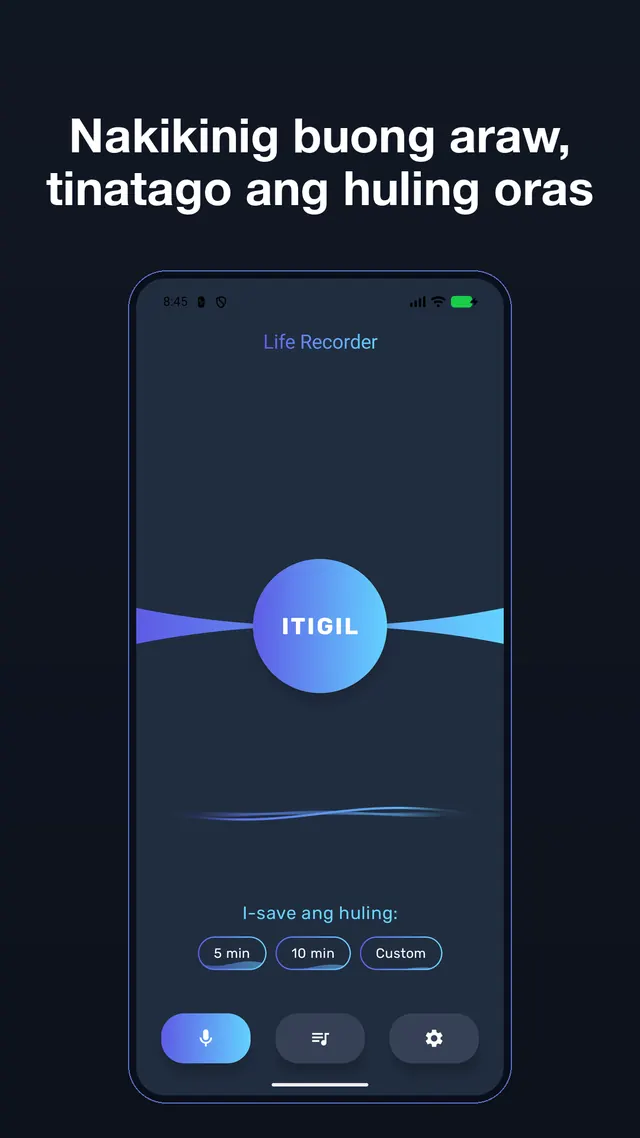 Nakikinig buong araw,
tinatago ang huling oras
8:45
Life Recorder
ITIGIL
I-save ang huling:
5 min
10 min
Custom